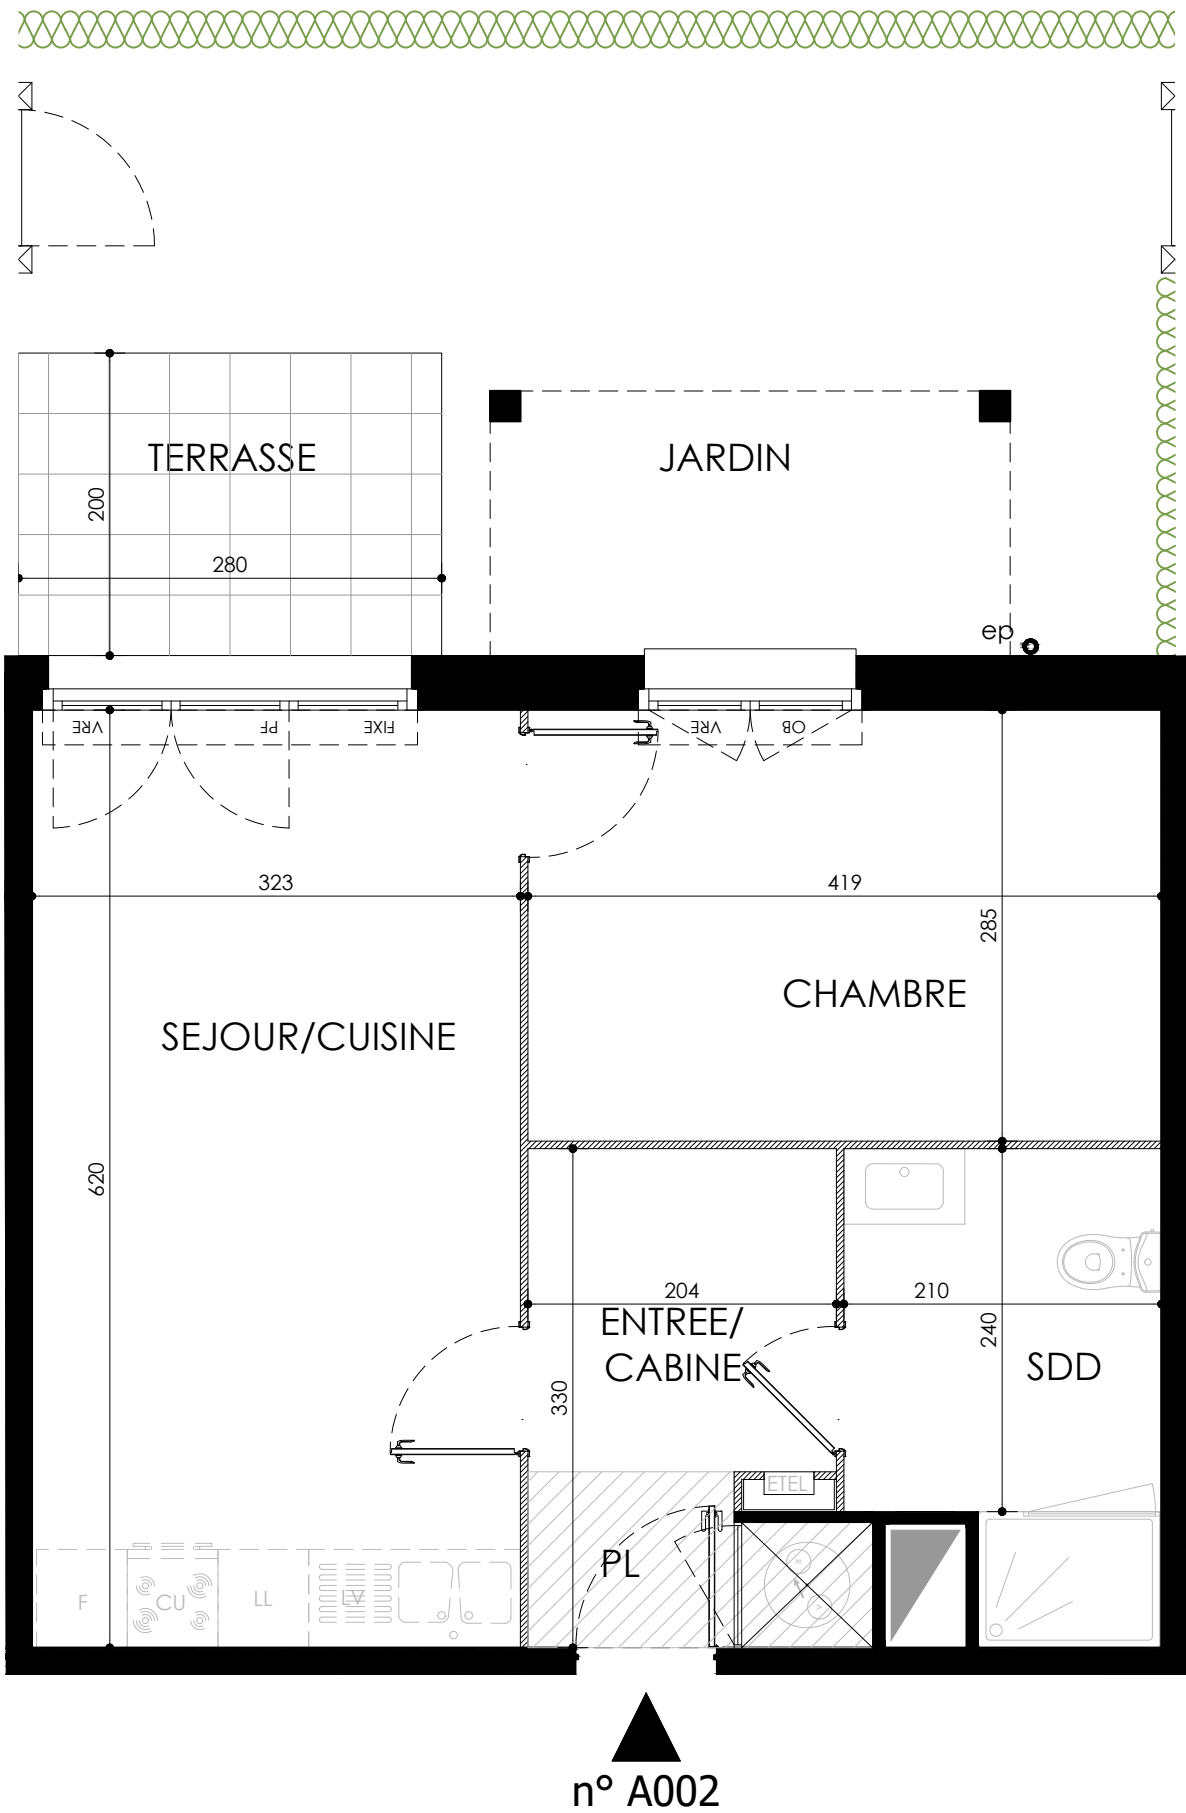 TERRASSE
JARDIN
200
280
ep
VRE
PF
FIXE
VRE
OB
323
419
285
CHAMBRE
SEJOUR/CUISINE
620
204
210
ENTREE/
CABINE
240
SDD
330
ETEL
PL
F
CU
LL
LV
n° A002